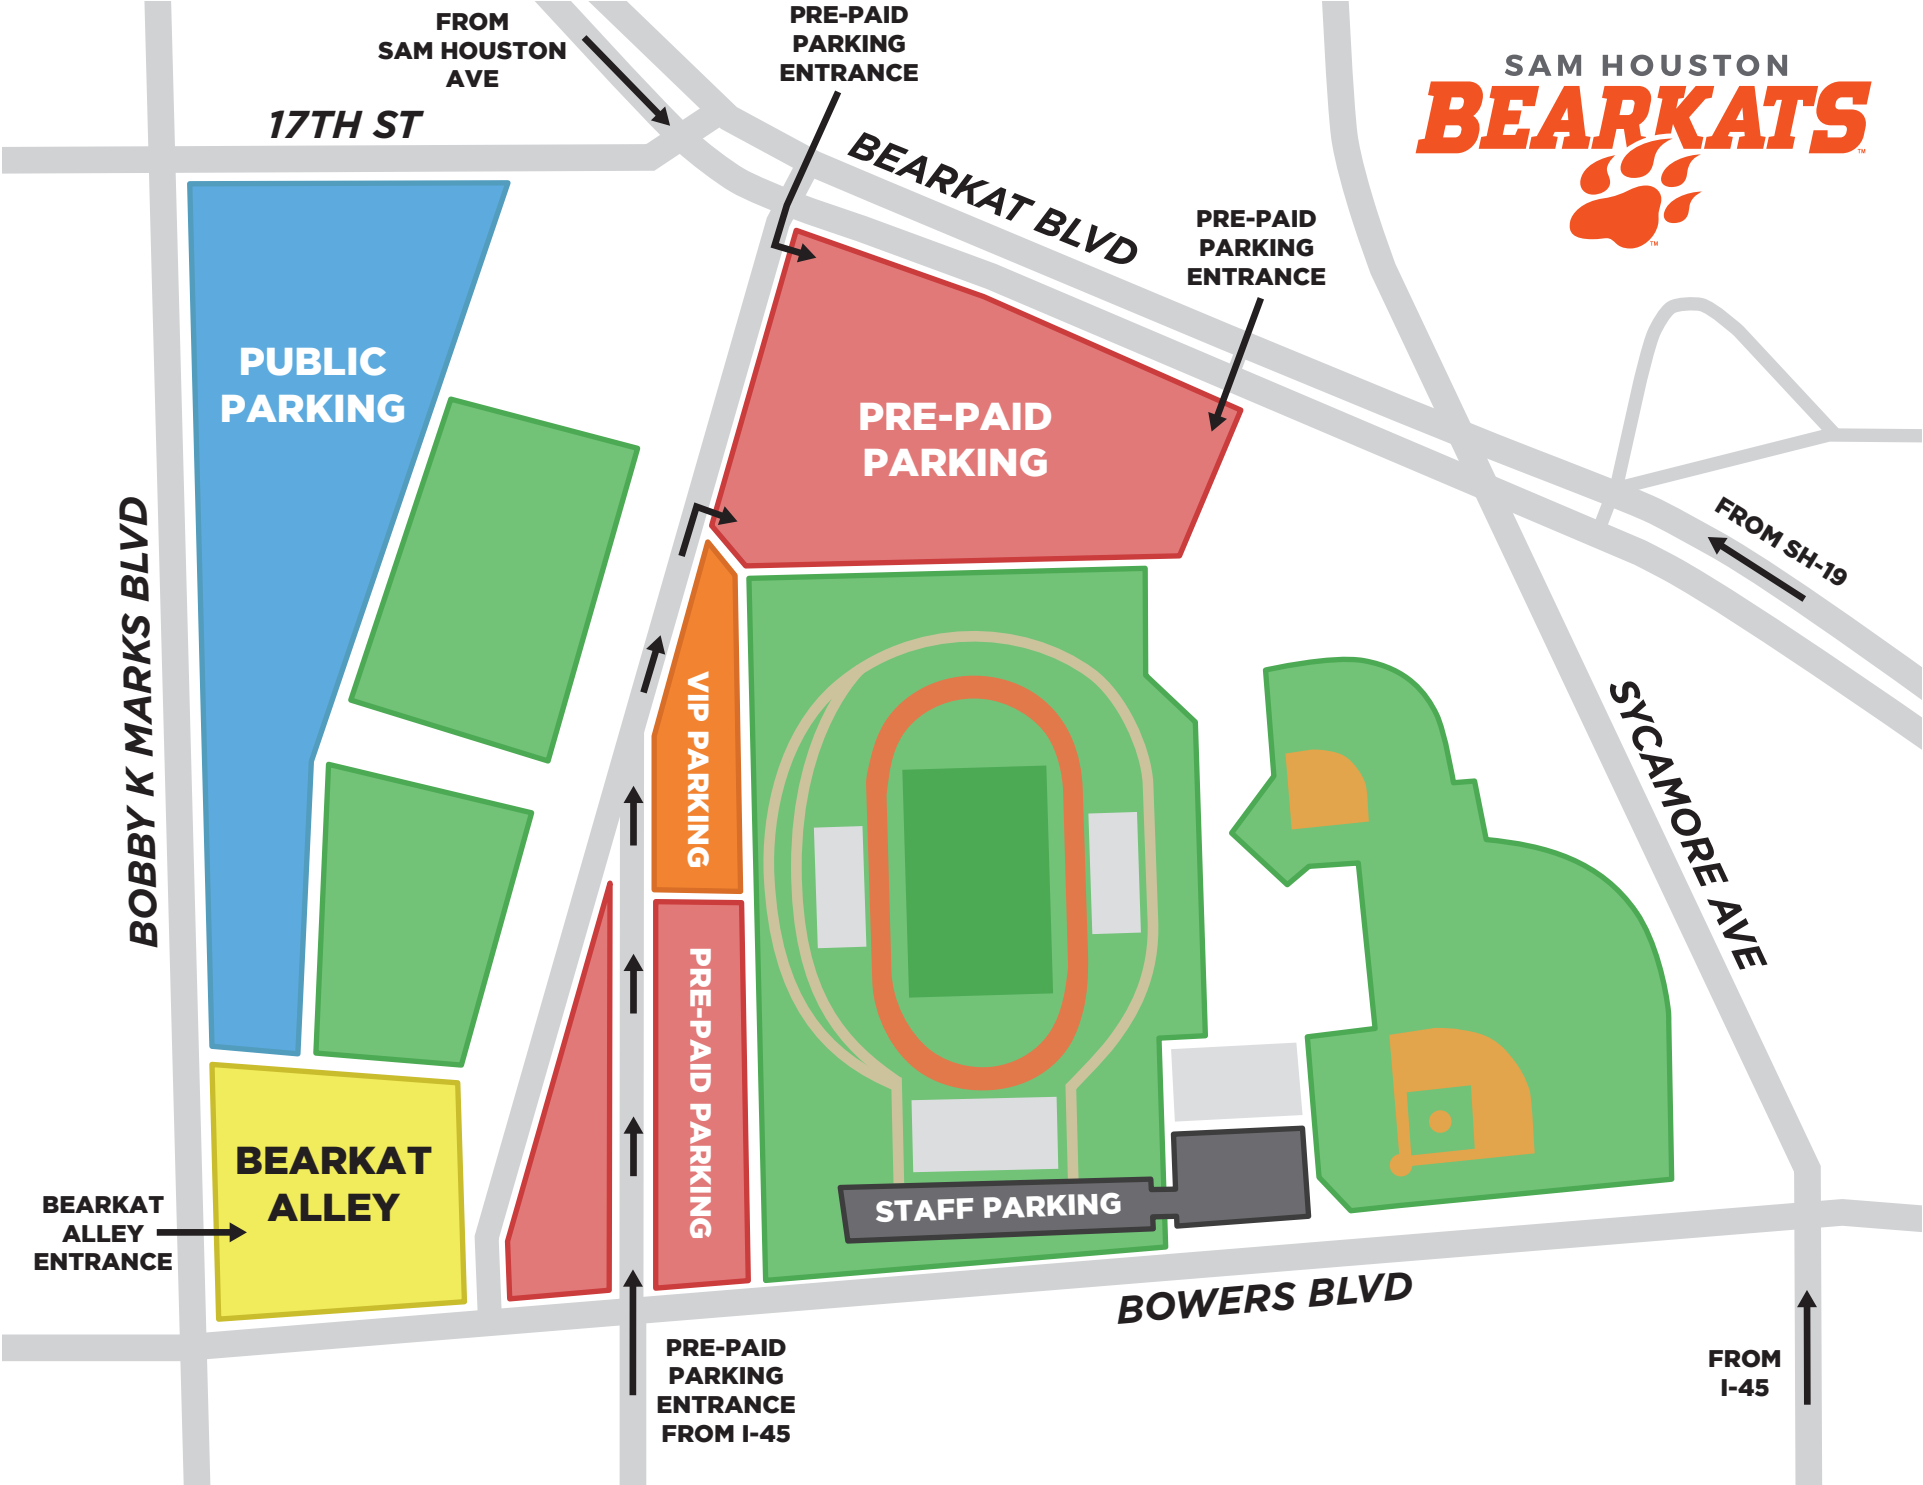 FROM
SAM HOUSTON
AVE
PRE-PAID
PARKING
ENTRANCE
SAM HOUSTON
BEARKATS
TM
TM
17TH ST
BEARKAT BLVD
PRE-PAID
PARKING
ENTRANCE
PUBLIC
PARKING
PRE-PAID
PARKING
FROM SH-19
BOBBY K MARKS BLVD
VIP PARKING
SYCAMORE AVE
PRE-PAID PARKING
BEARKAT
ALLEY
STAFF PARKING
BEARKAT
ALLEY
ENTRANCE
BOWERS BLVD
PRE-PAID
PARKING
ENTRANCE
FROM I-45
FROM
I-45